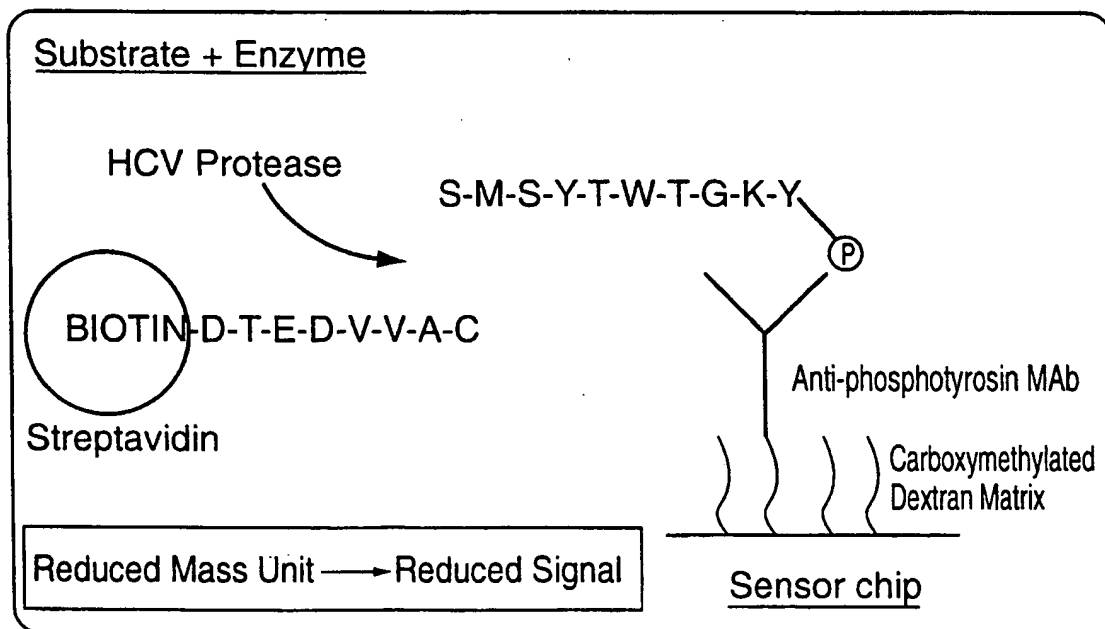 Substrate + Enzyme
HCV Protease
S-M-S-Y-T-W-T-G-K-Y
P
BIOTIN-D-T-E-D-V-V-A-C
Streptavidin
Anti-phosphotyrosin MAb
Carboxymethylated
Dextran Matrix
Reduced Mass Unit → Reduced Signal
Sensor chip